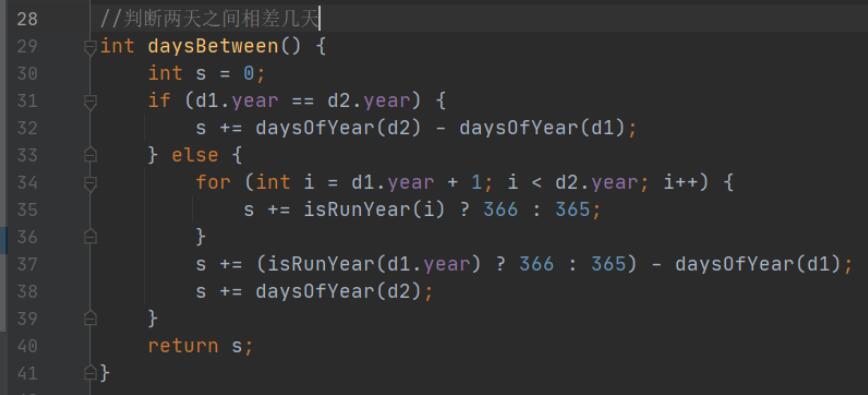 28 //判断两天之间相差几天
29 int daysBetween() {
30 int s = 0;
31 if (d1.year == d2.year) {
32 s += daysOfYear(d2) - daysOfYear(d1);
33 } else {
34 for (int i = d1.year + 1; i < d2.year; i++) {
35 s += isRunYear(i) ? 366 : 365;
36 }
37 s += (isRunYear(d1.year) ? 366 : 365) - daysOfYear(d1);
38 s += daysOfYear(d2);
39 }
40 return s;
41 }